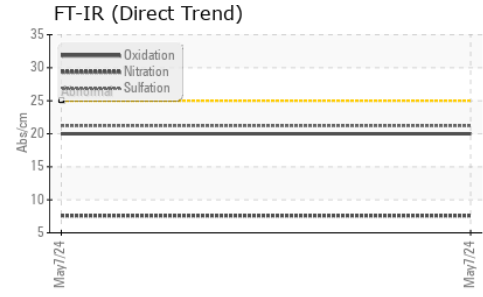 FT-IR (Direct Trend)
35
30
25
20
15
10
5
Abs/cm
Oxidation
Nitration
Sulfation
Abnormal
May7/24
May7/24